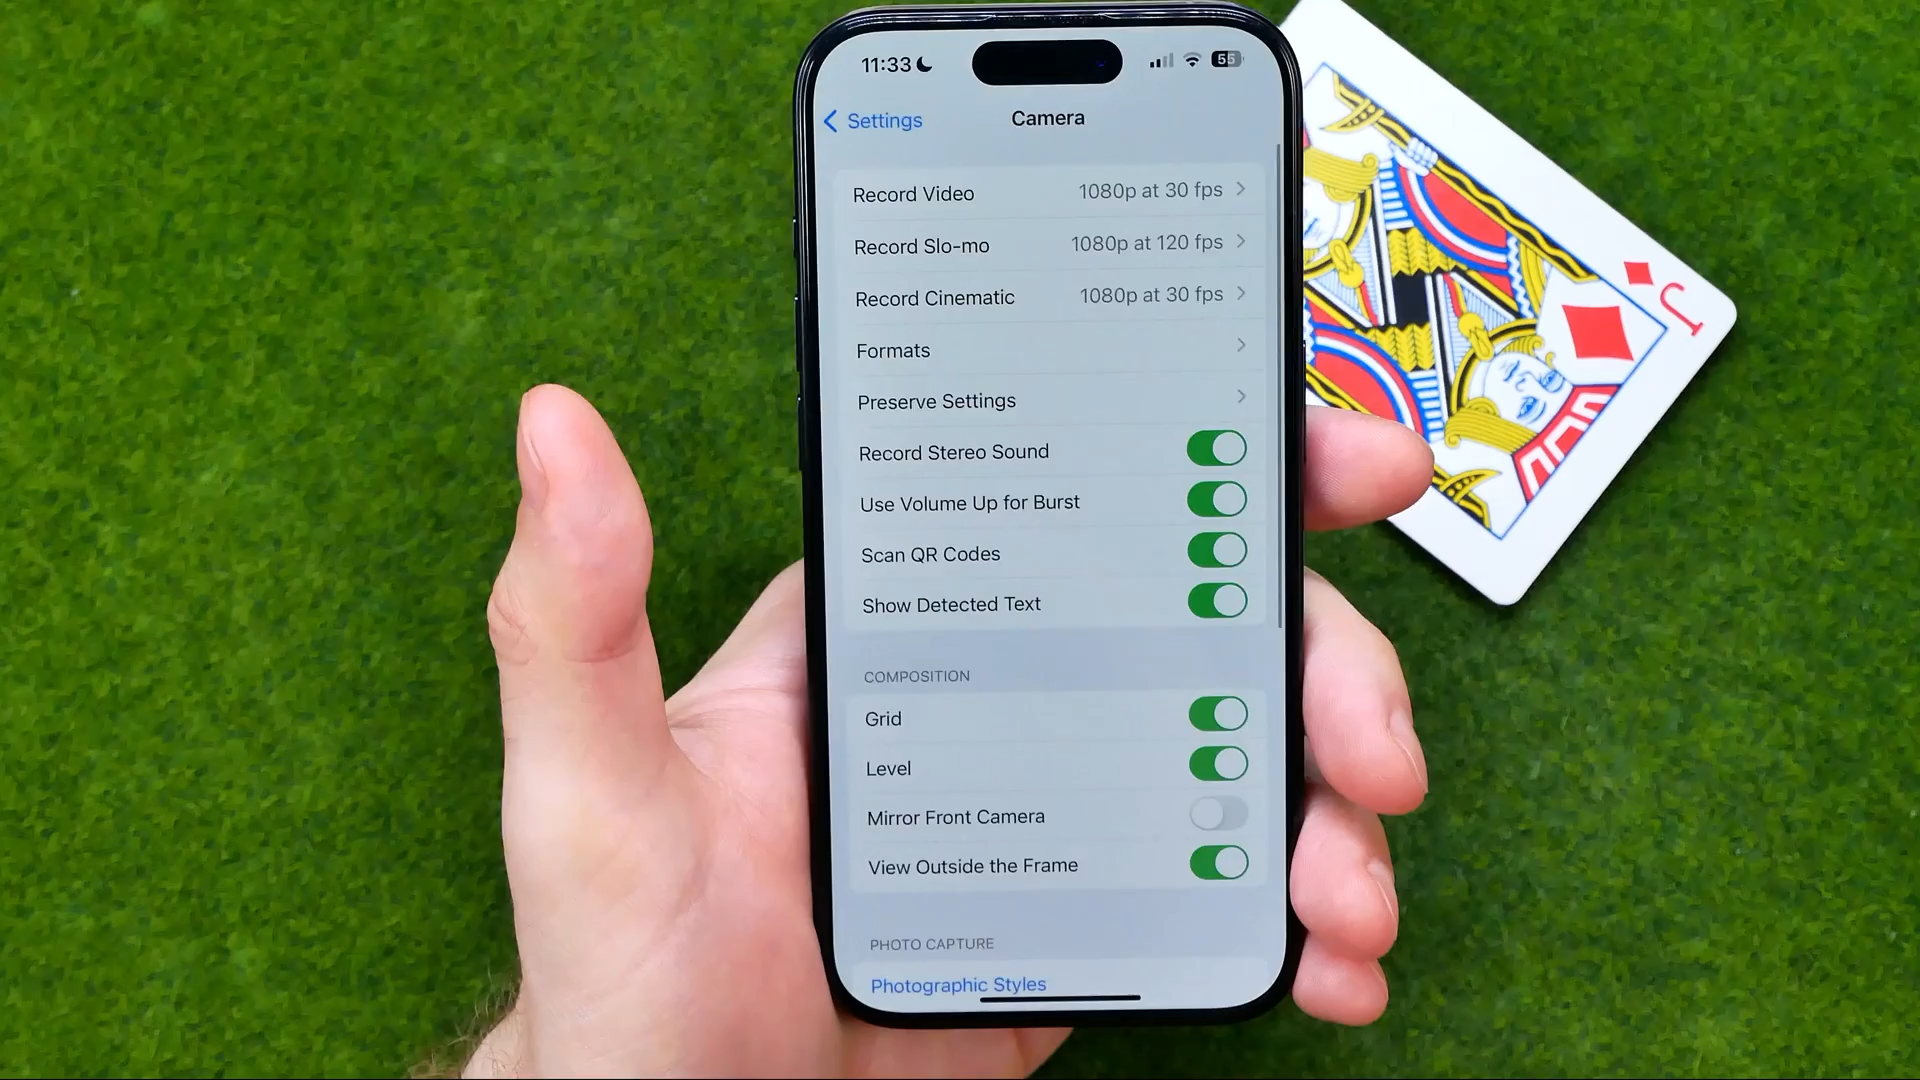 11:33 55
Settings Camera
Record Video 1080p at 30 fps
Record Slo-mo 1080p at 120 fps
Record Cinematic 1080p at 30 fps
Formats
Preserve Settings
Record Stereo Sound
Use Volume Up for Burst
Scan QR Codes
Show Detected Text
COMPOSITION
Grid
Level
Mirror Front Camera
View Outside the Frame
PHOTO CAPTURE
Photographic Styles
J